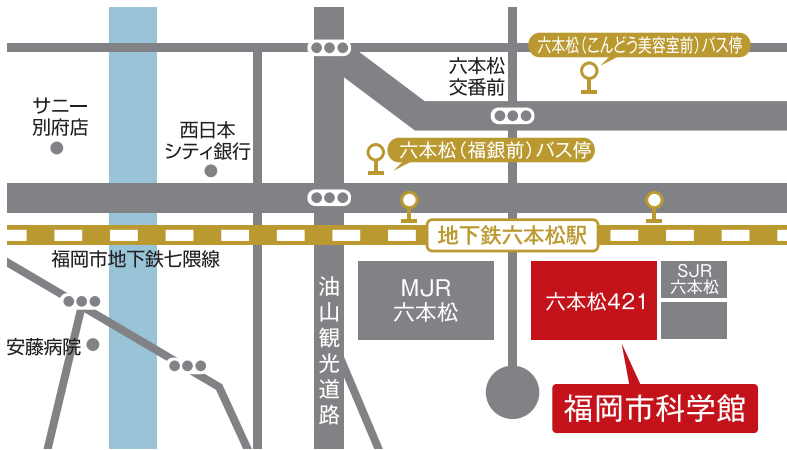 六本松（こんどう美容室前）バス停
六本松
交番前
サニー
別府店
西日本
シティ銀行
六本松（福銀前）バス停
地下鉄六本松駅
福岡市地下鉄七隈線
油山観光道路
MJR
六本松
六本松421
SJR
六本松
安藤病院
福岡市科学館